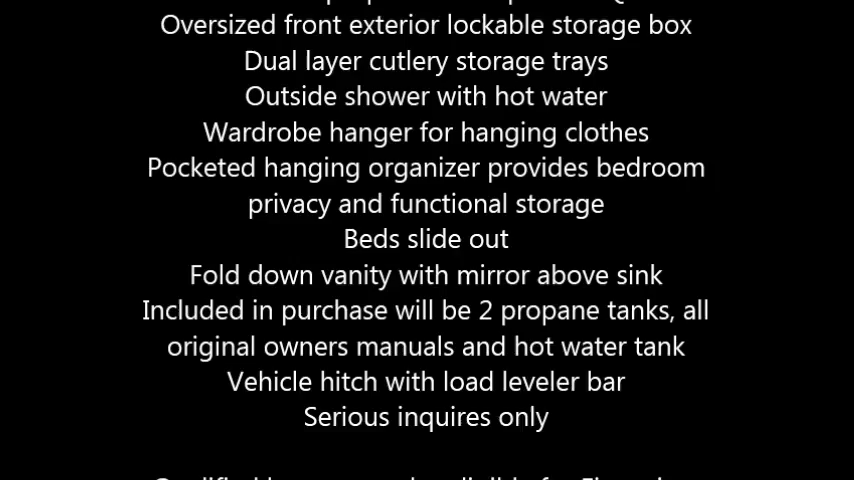 Oversized front exterior lockable storage box
Dual layer cutlery storage trays
Outside shower with hot water
Wardrobe hanger for hanging clothes
Pocketed hanging organizer provides bedroom
privacy and functional storage
Beds slide out
Fold down vanity with mirror above sink
Included in purchase will be 2 propane tanks, all
original owners manuals and hot water tank
Vehicle hitch with load leveler bar
Serious inquires only